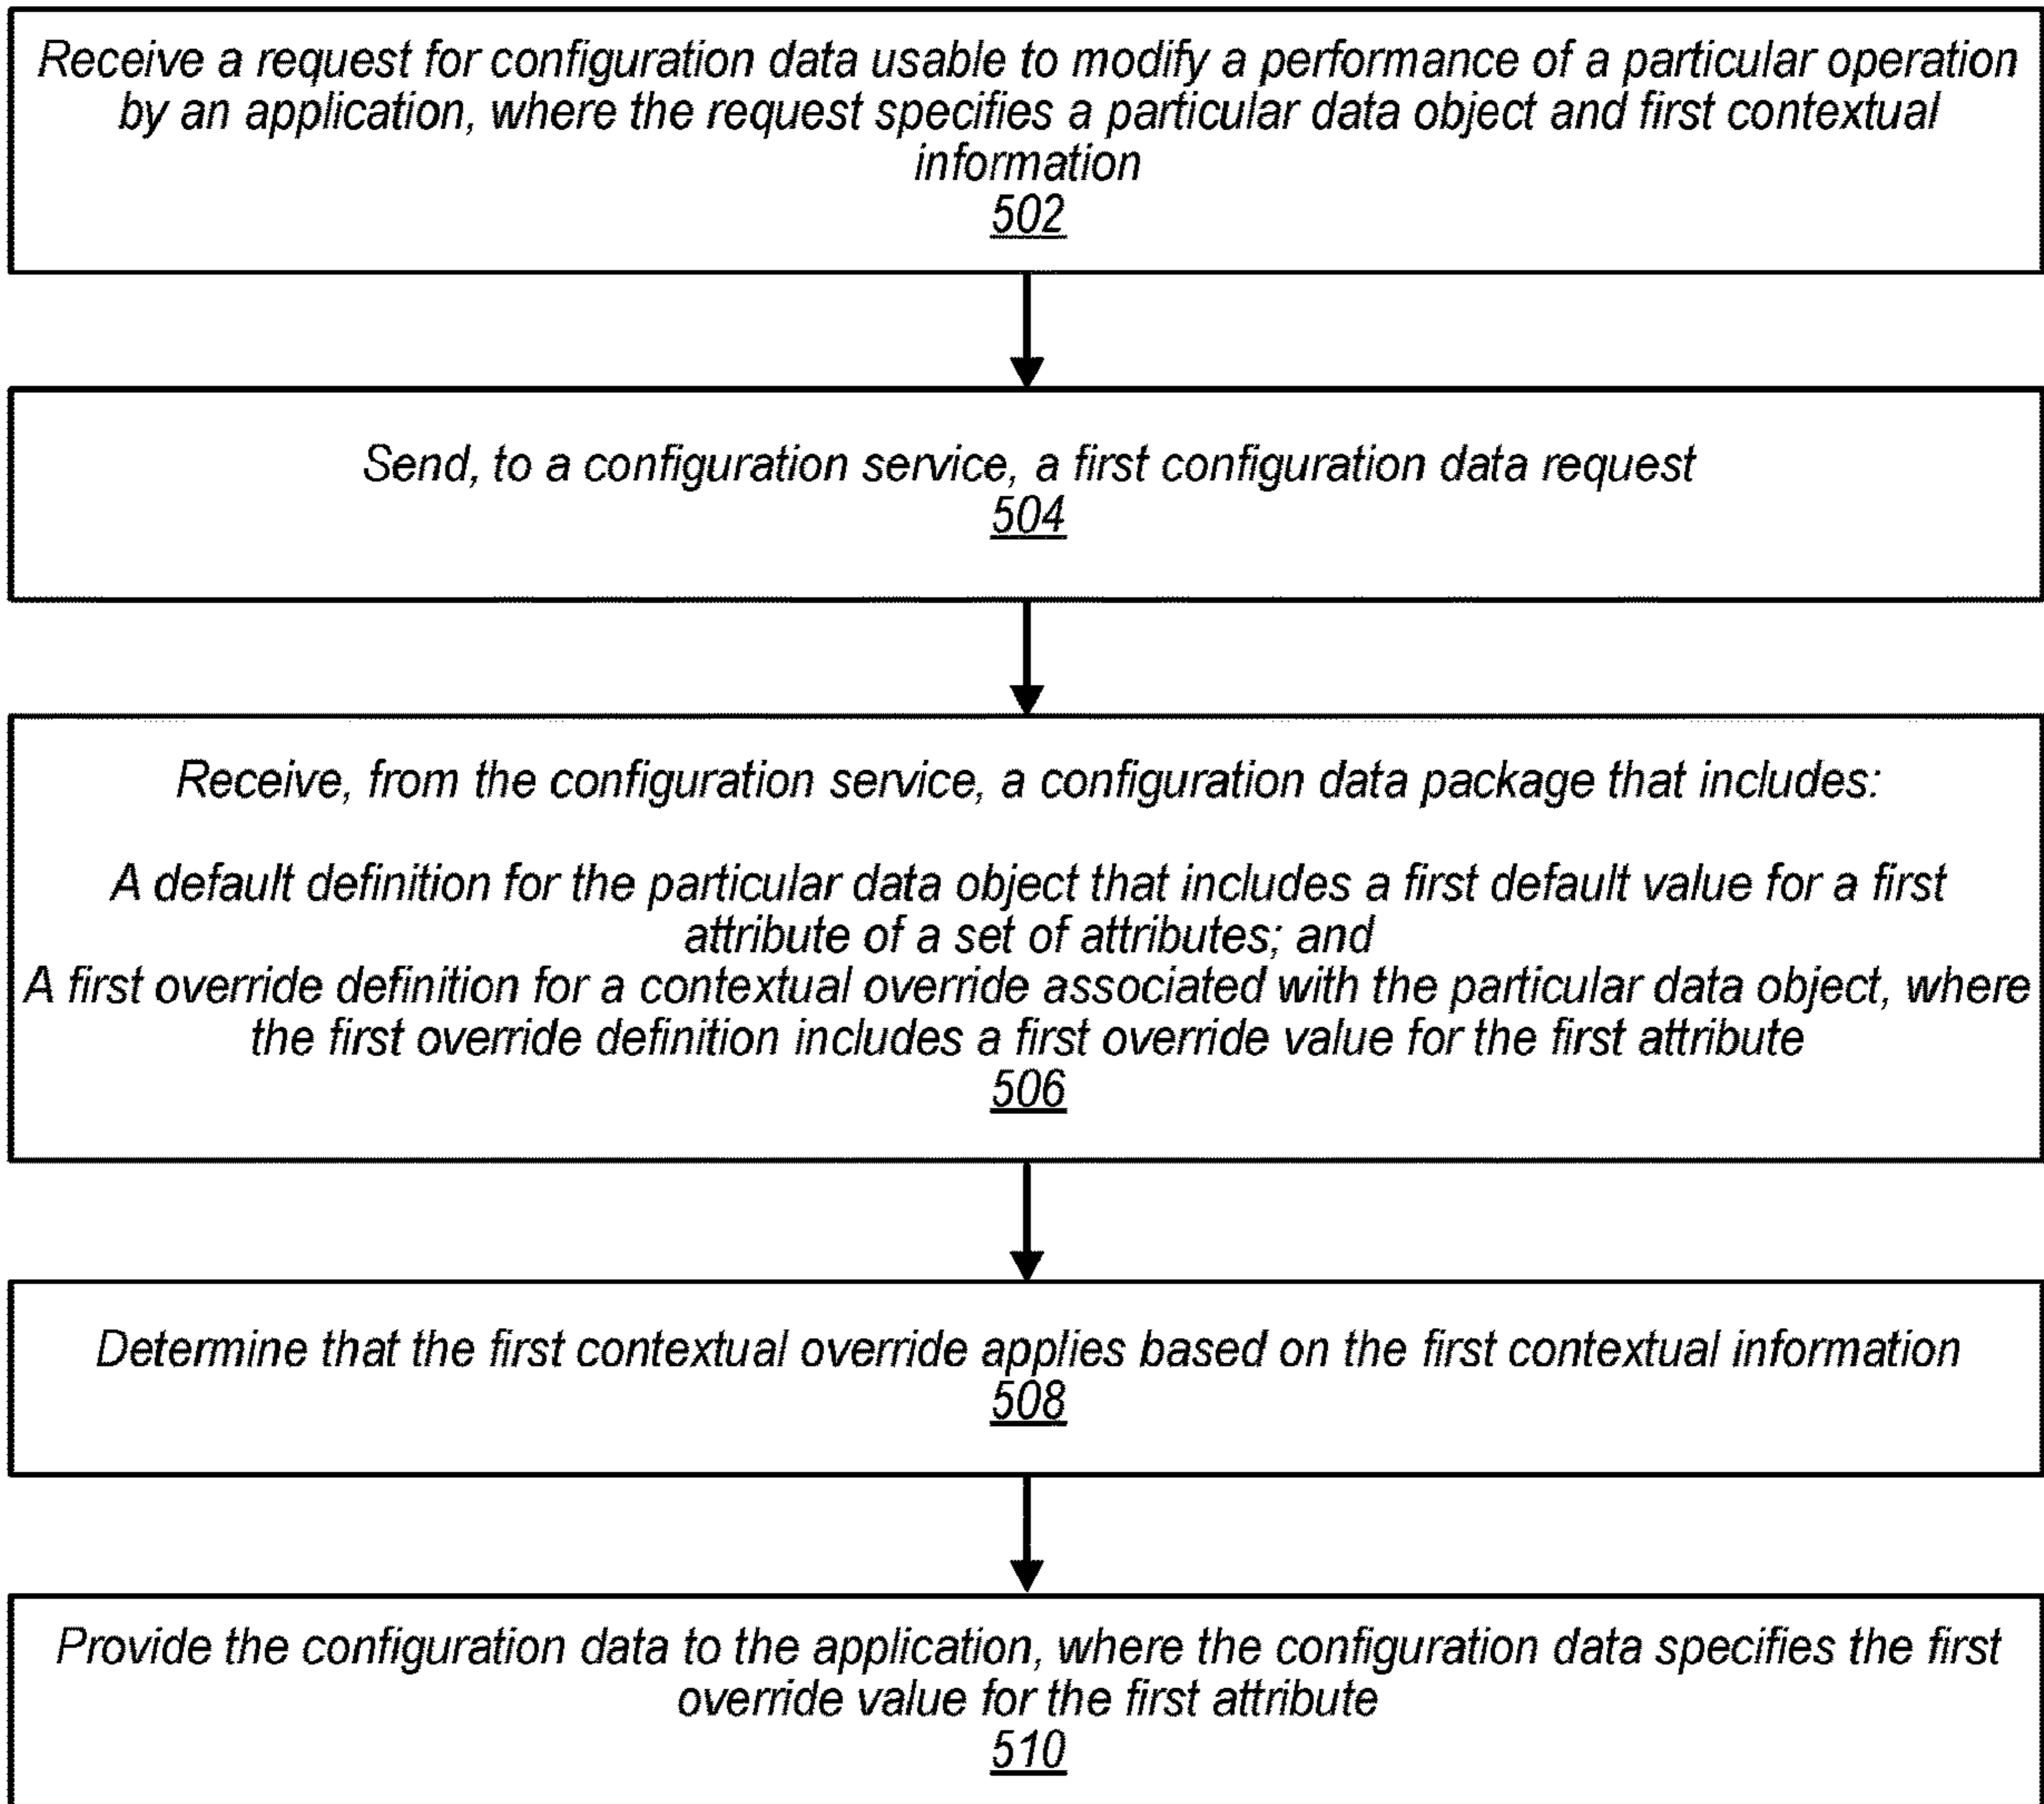 Receive a request for configuration data usable to modify a performance of a particular operation
by an application, where the request specifies a particular data object and first contextual
information
502
Send, to a configuration service, a first configuration data request
504
Receive, from the configuration service, a configuration data package that includes:
A default definition for the particular data object that includes a first default value for a first
attribute of a set of attributes; and
A first override definition for a contextual override associated with the particular data object, where
the first override definition includes a first override value for the first attribute
506
Determine that the first contextual override applies based on the first contextual information
508
Provide the configuration data to the application, where the configuration data specifies the first
override value for the first attribute
510